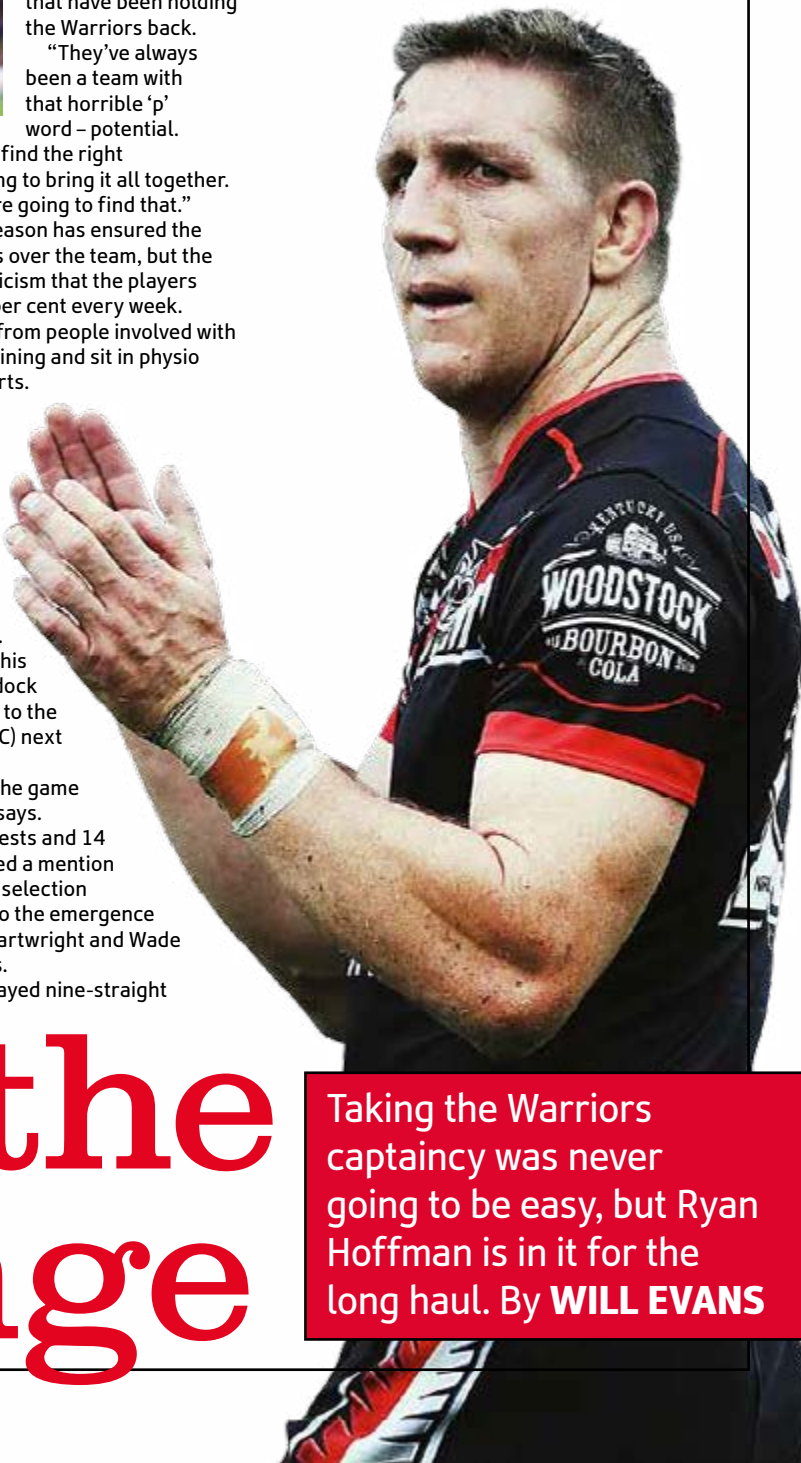 that have been holding
the Warriors back.
“They’ve always
been a team with
that horrible ‘p’
word – potential.
find the right
ng to bring it all together.
re going to find that.”
eason has ensured the
s over the team, but the
icism that the players
per cent every week.
from people involved with
ining and sit in physio
rts.
his
dock
to the
C) next
he game
says.
ests and 14
ed a mention
selection
o the emergence
artwright and Wade
s.
ayed nine-straight
the
nge
KENTUCKY USA
WOODSTOCK
BOURBON
COLA
Taking the Warriors
captaincy was never
going to be easy, but Ryan
Hoffman is in it for the
long haul. By WILL EVANS